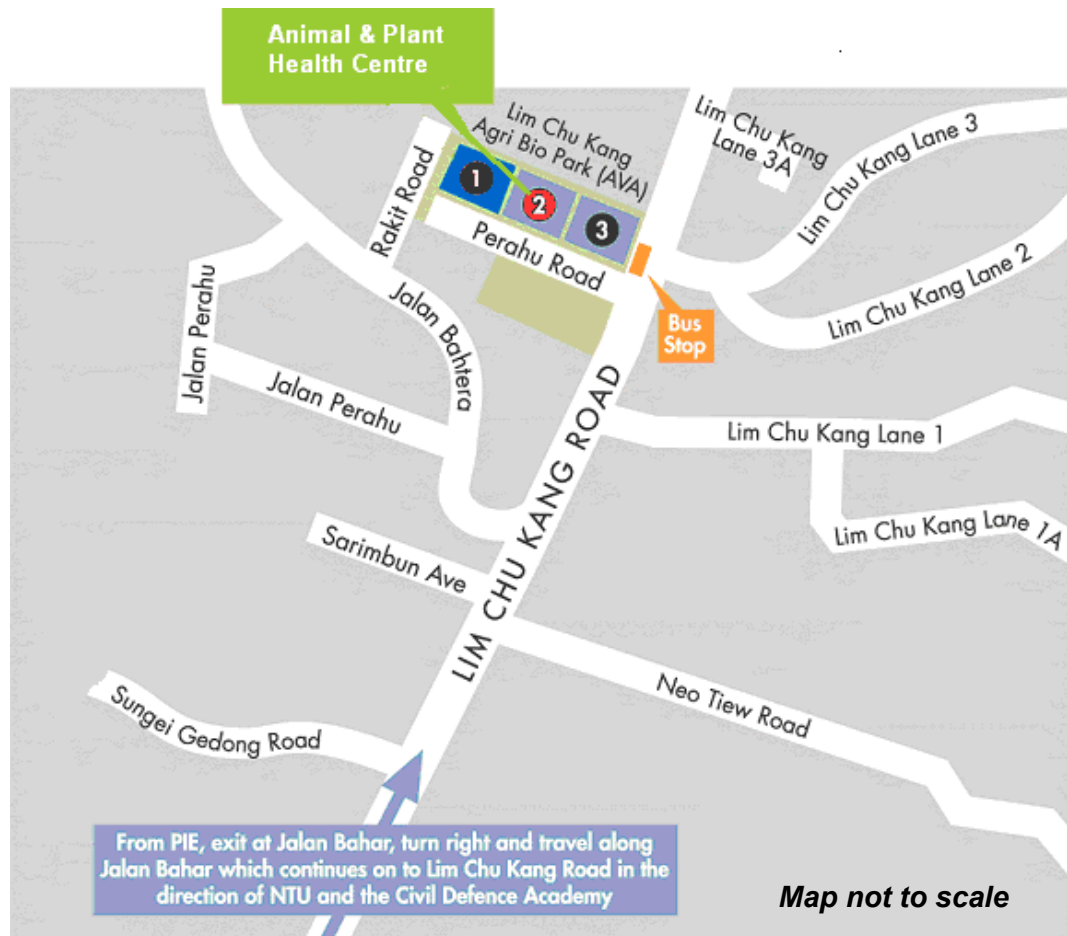 Animal & Plant
Health Centre
Lim Chu Kang
Agri Bio Park (AVA)
Lim Chu Kang
Lane 3A
Lim Chu Kang Lane 3
Rakit Road
1
2
3
Perahu Road
Lim Chu Kang Lane 2
Bus
Stop
Jalan Perahu
Jalan Bahtera
Jalan Perahu
LIM CHU KANG ROAD
Lim Chu Kang Lane 1
Lim Chu Kang Lane 1A
Sarimbun Ave
Neo Tiew Road
Sungei Gedong Road
From PIE, exit at Jalan Bahar, turn right and travel along
Jalan Bahar which continues on to Lim Chu Kang Road in the
direction of NTU and the Civil Defence Academy
Map not to scale